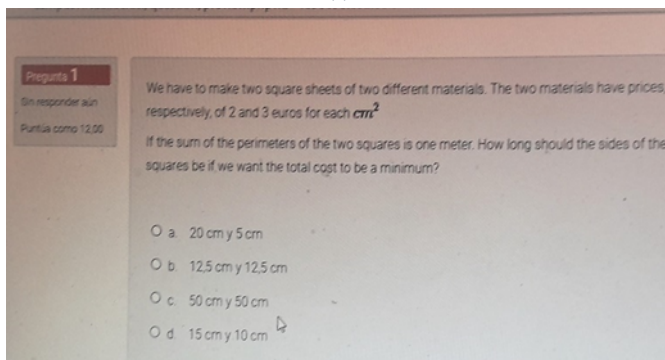 Pregunta 1
Sin responder aún
Puntúa como 12,00
We have to make two square sheets of two different materials. The two materials have prices,
respectively, of 2 and 3 euros for each cm²
If the sum of the perimeters of the two squares is one meter. How long should the sides of the
squares be if we want the total cost to be a minimum?
a. 20 cm y 5 cm
b. 12,5 cm y 12,5 cm
c. 50 cm y 50 cm
d. 15 cm y 10 cm